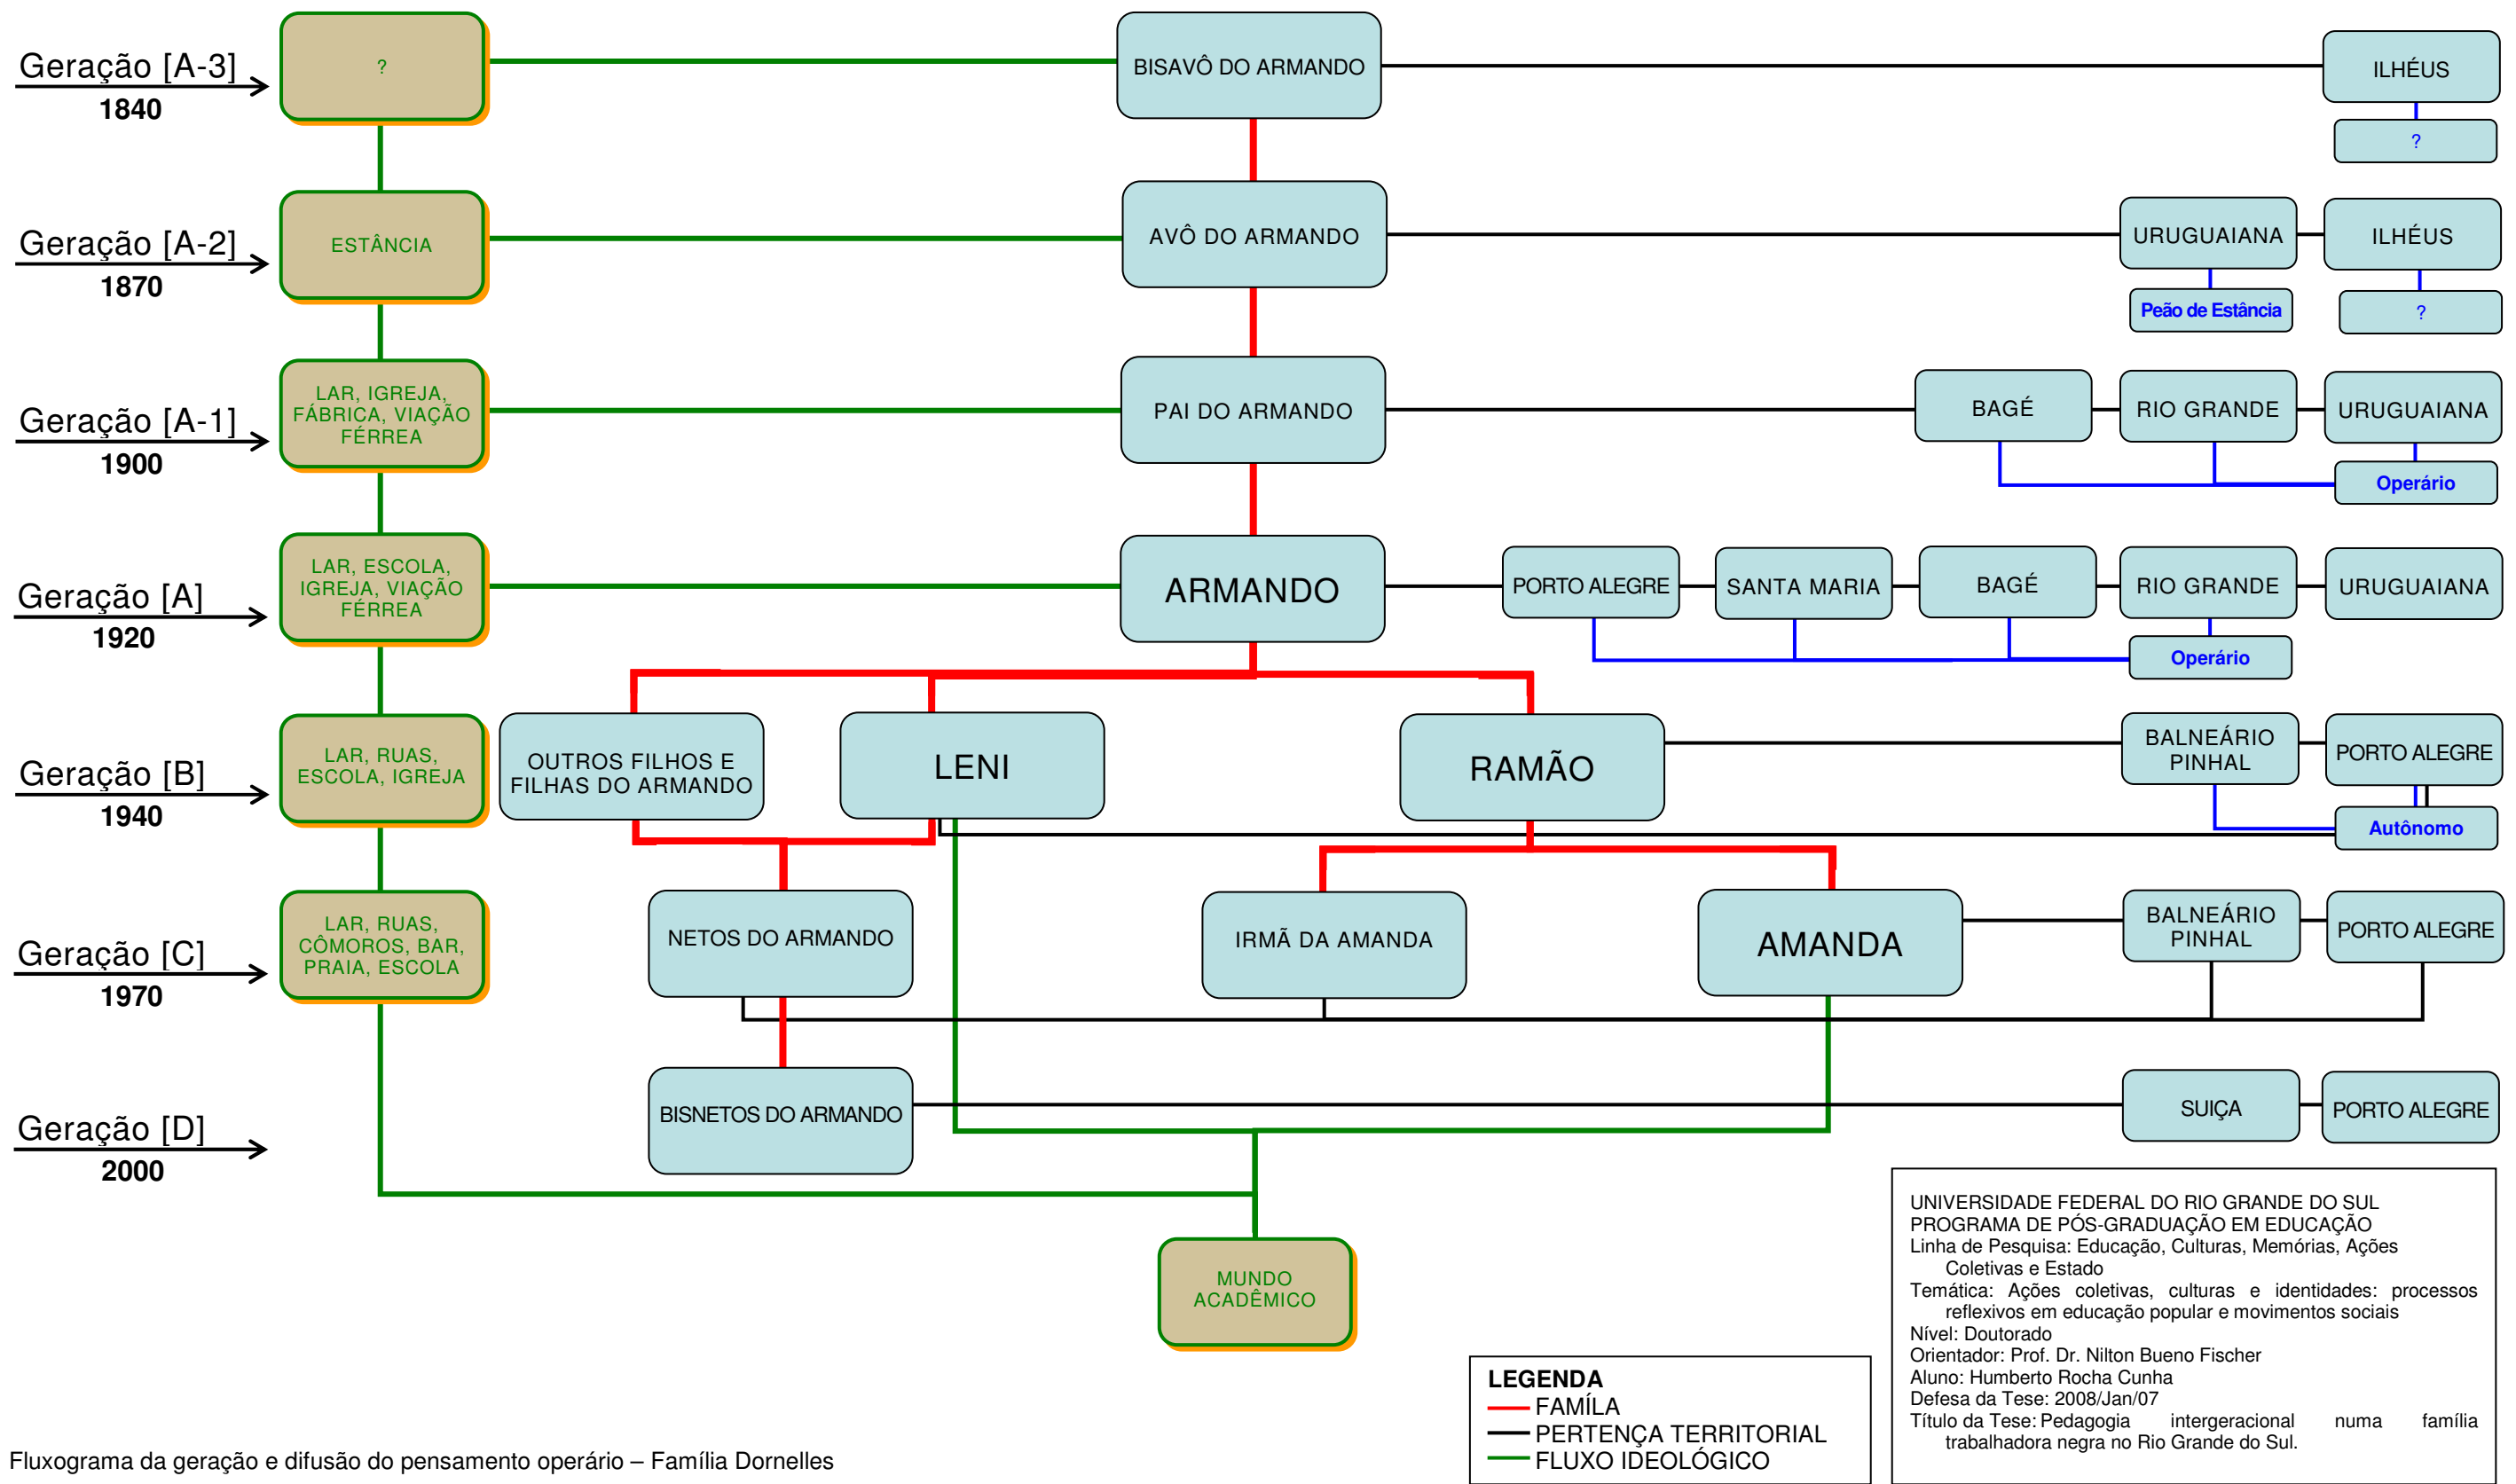 Geração [A-3]
1840
?
BISAVÔ DO ARMANDO
ILHÉUS
?
Geração [A-2]
1870
ESTÂNCIA
AVÔ DO ARMANDO
URUGUAIANA
ILHÉUS
Peão de Estância
?
Geração [A-1]
1900
LAR, IGREJA,
FÁBRICA, VIAÇÃO
FÉRREA
PAI DO ARMANDO
BAGÉ
RIO GRANDE
URUGUAIANA
Operário
Geração [A]
1920
LAR, ESCOLA,
IGREJA, VIAÇÃO
FÉRREA
ARMANDO
PORTO ALEGRE
SANTA MARIA
BAGÉ
RIO GRANDE
URUGUAIANA
Operário
Geração [B]
1940
LAR, RUAS,
ESCOLA, IGREJA
OUTROS FILHOS E
FILHAS DO ARMANDO
LENI
RAMÃO
BALNEÁRIO
PINHAL
PORTO ALEGRE
Autônomo
Geração [C]
1970
LAR, RUAS,
CÔMOROS, BAR,
PRAIA, ESCOLA
NETOS DO ARMANDO
IRMÃ DA AMANDA
AMANDA
BALNEÁRIO
PINHAL
PORTO ALEGRE
Geração [D]
2000
BISNETOS DO ARMANDO
SUIÇA
PORTO ALEGRE
MUNDO
ACADÊMICO
UNIVERSIDADE FEDERAL DO RIO GRANDE DO SUL
PROGRAMA DE PÓS-GRADUAÇÃO EM EDUCAÇÃO
Linha de Pesquisa: Educação, Culturas, Memórias, Ações
Coletivas e Estado
Temática: Ações coletivas, culturas e identidades: processos
reflexivos em educação popular e movimentos sociais
Nível: Doutorado
Orientador: Prof. Dr. Nilton Bueno Fischer
Aluno: Humberto Rocha Cunha
Defesa da Tese: 2008/Jan/07
Título da Tese: Pedagogia intergeracional numa família
trabalhadora negra no Rio Grande do Sul.
LEGENDA
FAMÍLA
PERTENÇA TERRITORIAL
FLUXO IDEOLÓGICO
Fluxograma da geração e difusão do pensamento operário – Família Dornelles